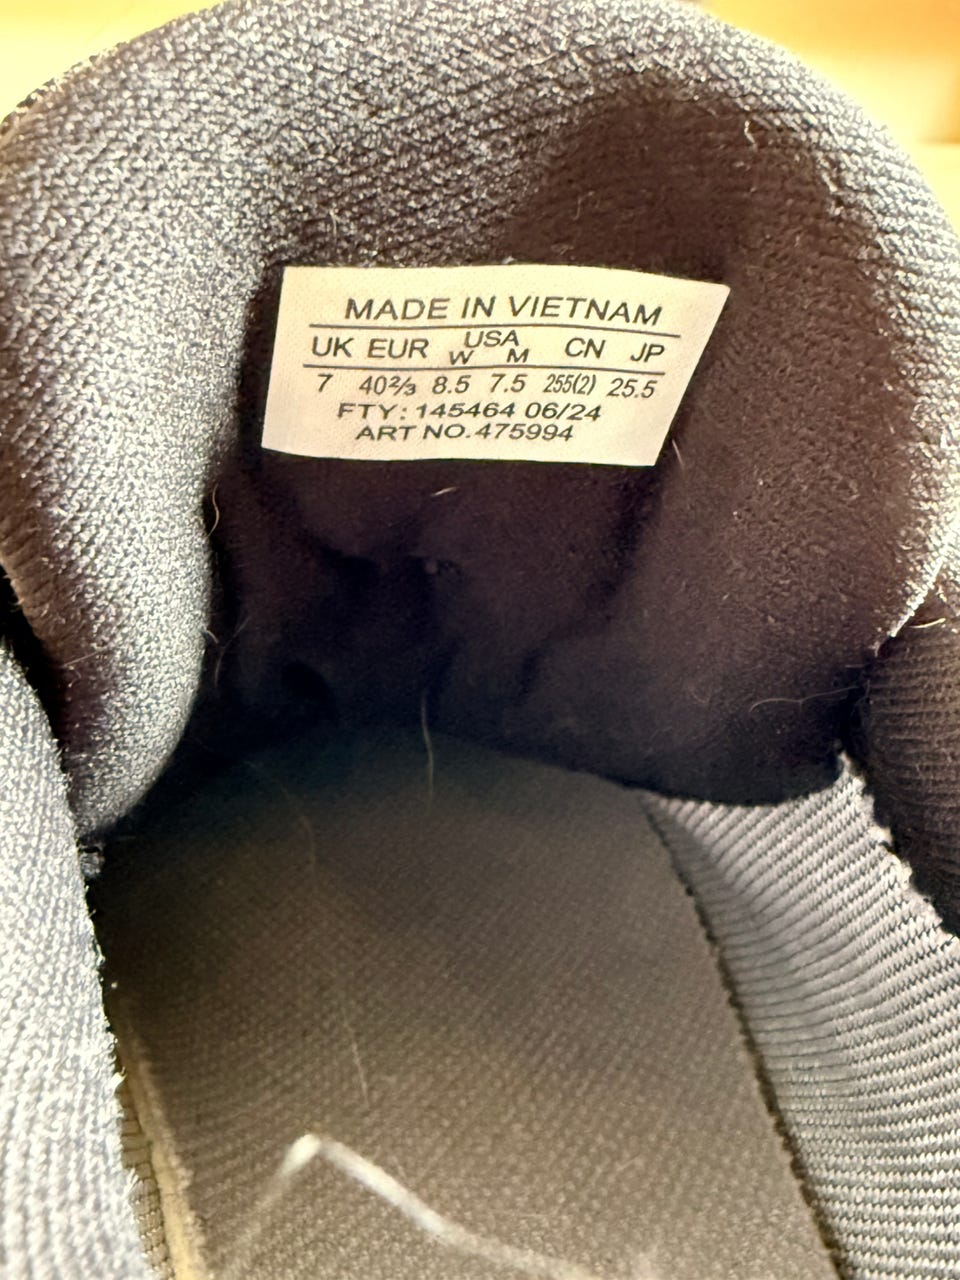 MADE IN VIETNAM
UK EUR USA CN JP
W M
7 40⅔ 8.5 7.5 255(2) 25.5
FTY: 145464 06/24
ART NO. 475994